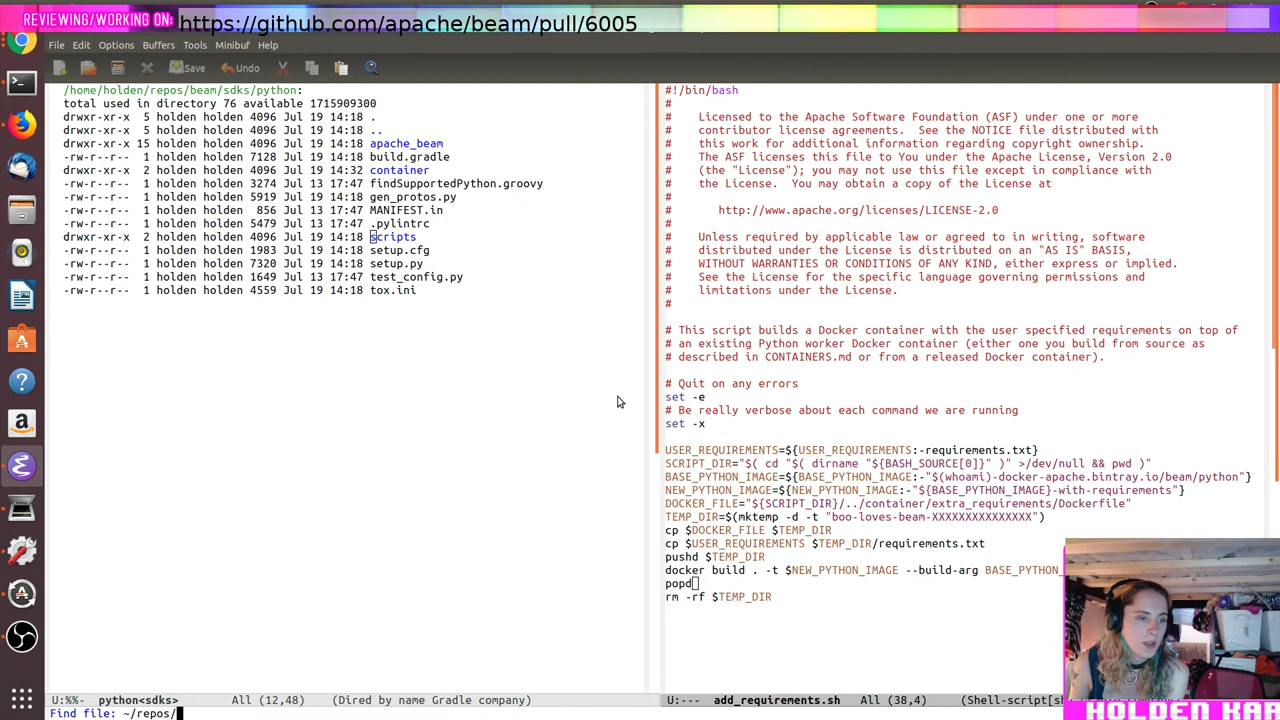 REVIEWING/WORKING ON: https://github.com/apache/beam/pull/6005
File Edit Options Buffers Tools Minibuf Help
Save Undo
/home/holden/repos/beam/sdks/python:
total used in directory 76 available 1715909300
drwxr-xr-x 5 holden holden 4096 Jul 19 14:18 .
drwxr-xr-x 5 holden holden 4096 Jul 19 14:18 ..
drwxr-xr-x 15 holden holden 4096 Jul 19 14:18 apache_beam
-rw-r--r-- 1 holden holden 7128 Jul 19 14:18 build.gradle
drwxr-xr-x 2 holden holden 4096 Jul 19 14:32 container
-rw-r--r-- 1 holden holden 3274 Jul 13 17:47 findSupportedPython.groovy
-rw-r--r-- 1 holden holden 5919 Jul 13 17:47 gen_protos.py
-rw-r--r-- 1 holden holden 856 Jul 13 17:47 MANIFEST.in
-rw-r--r-- 1 holden holden 5479 Jul 13 17:47 .pylintrc
drwxr-xr-x 2 holden holden 4096 Jul 19 14:18 scripts
-rw-r--r-- 1 holden holden 1983 Jul 19 14:18 setup.cfg
-rw-r--r-- 1 holden holden 7320 Jul 19 14:18 setup.py
-rw-r--r-- 1 holden holden 1649 Jul 13 17:47 test_config.py
-rw-r--r-- 1 holden holden 4559 Jul 19 14:18 tox.ini
U:%%- python<sdks> All (12,48) (Dired by name Gradle company)
#!/bin/bash
#
# Licensed to the Apache Software Foundation (ASF) under one or more
# contributor license agreements. See the NOTICE file distributed with
# this work for additional information regarding copyright ownership.
# The ASF licenses this file to You under the Apache License, Version 2.0
# (the "License"); you may not use this file except in compliance with
# the License. You may obtain a copy of the License at
#
# http://www.apache.org/licenses/LICENSE-2.0
#
# Unless required by applicable law or agreed to in writing, software
# distributed under the License is distributed on an "AS IS" BASIS,
# WITHOUT WARRANTIES OR CONDITIONS OF ANY KIND, either express or implied.
# See the License for the specific language governing permissions and
# limitations under the License.
#
# This script builds a Docker container with the user specified requirements on top of
# an existing Python worker Docker container (either one you build from source as
# described in CONTAINERS.md or from a released Docker container).
# Quit on any errors
set -e
# Be really verbose about each command we are running
set -x
USER_REQUIREMENTS=${USER_REQUIREMENTS:-requirements.txt}
SCRIPT_DIR="$( cd "$( dirname "${BASH_SOURCE[0]}" )" >/dev/null && pwd )"
BASE_PYTHON_IMAGE=${BASE_PYTHON_IMAGE:-"$(whoami)-docker-apache.bintray.io/beam/python"}
NEW_PYTHON_IMAGE=${NEW_PYTHON_IMAGE:-"${BASE_PYTHON_IMAGE}-with-requirements"}
DOCKER_FILE="${SCRIPT_DIR}/../container/extra_requirements/Dockerfile"
TEMP_DIR=$(mktemp -d -t "boo-loves-beam-XXXXXXXXXXXXXXX")
cp $DOCKER_FILE $TEMP_DIR
cp $USER_REQUIREMENTS $TEMP_DIR/requirements.txt
pushd $TEMP_DIR
docker build . -t $NEW_PYTHON_IMAGE --build-arg BASE_PYTHON_
popd
rm -rf $TEMP_DIR
U:--- add_requirements.sh All (38,4) (Shell-script[s
Find file: ~/repos/
HOLDEN KAR